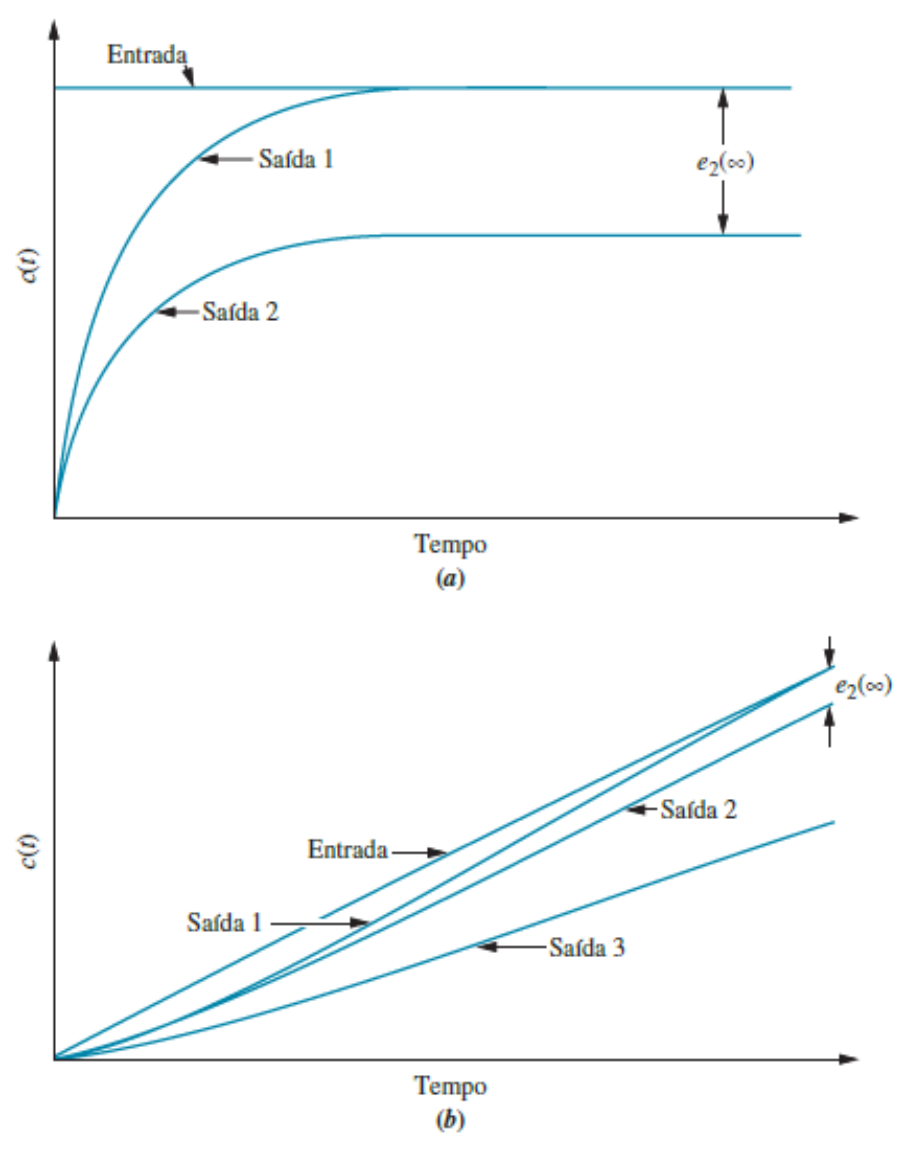 Entrada
Saída 1
e₂(∞)
c(t)
Saída 2
Tempo
(a)
e₂(∞)
Saída 2
Entrada
c(t)
Saída 1
Saída 3
Tempo
(b)